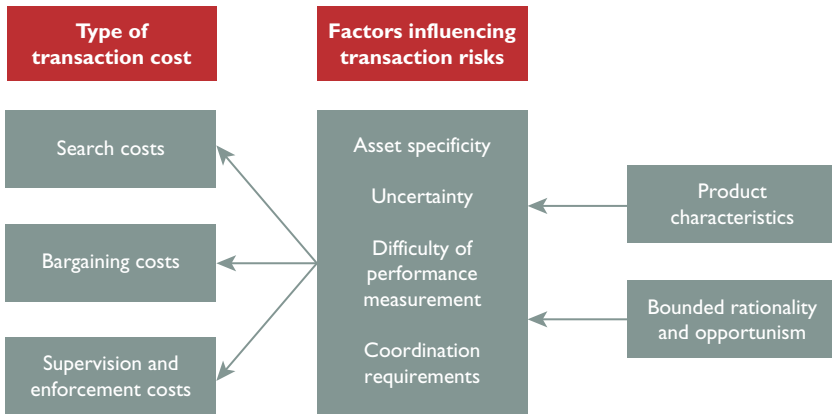 Type of
transaction cost
Factors influencing
transaction risks
Search costs
Bargaining costs
Supervision and
enforcement costs
Asset specificity
Uncertainty
Difficulty of
performance
measurement
Coordination
requirements
Product
characteristics
Bounded rationality
and opportunism